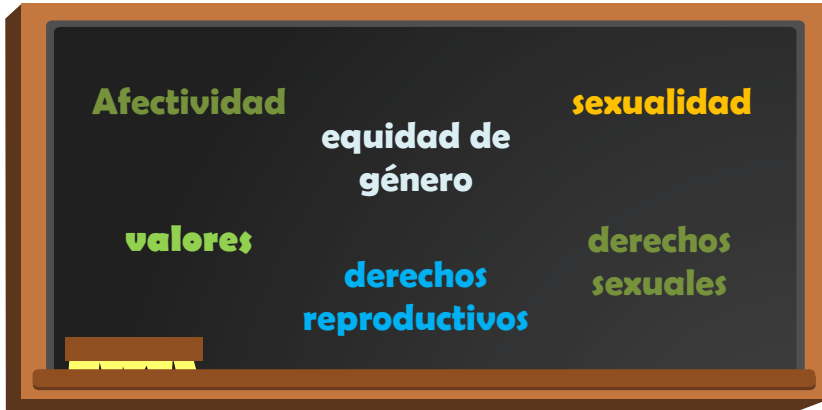 Afectividad
sexualidad
equidad de
género
valores
derechos
sexuales
derechos
reproductivos